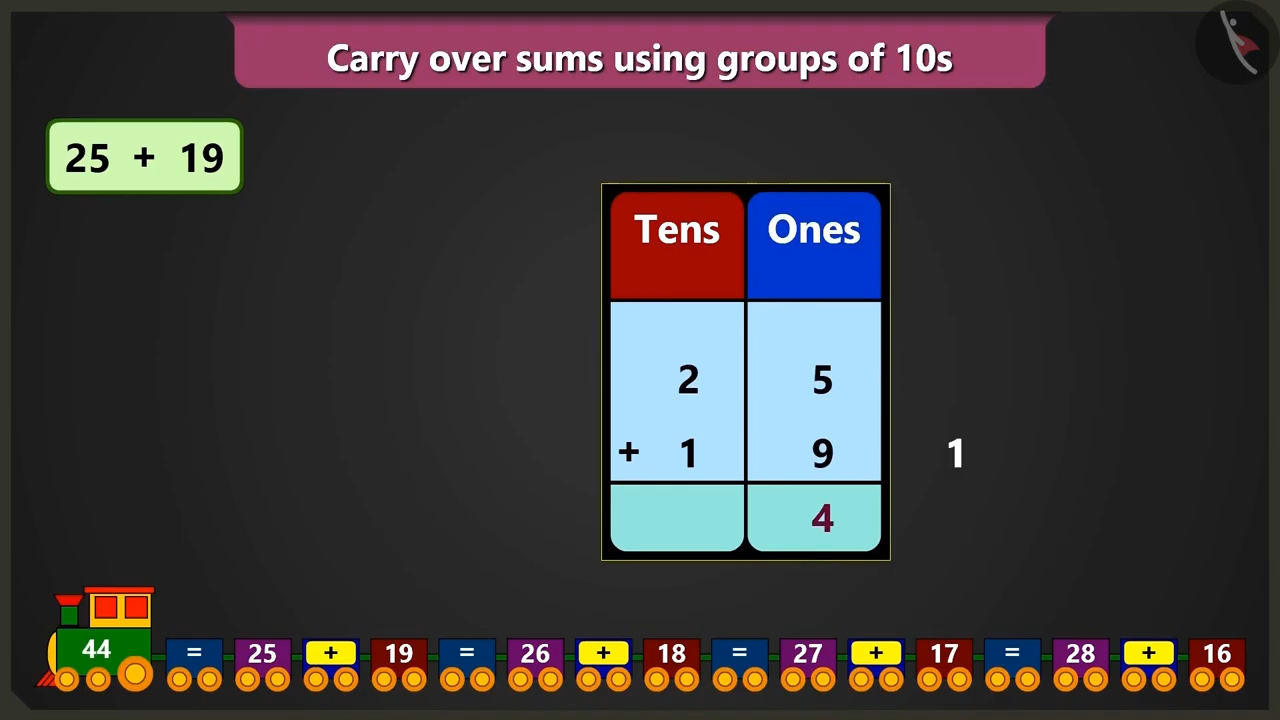 Carry over sums using groups of 10s
25 + 19
Tens Ones
2 5
+ 1 9 1
4
44 = 25 + 19 = 26 + 18 = 27 + 17 = 28 + 16